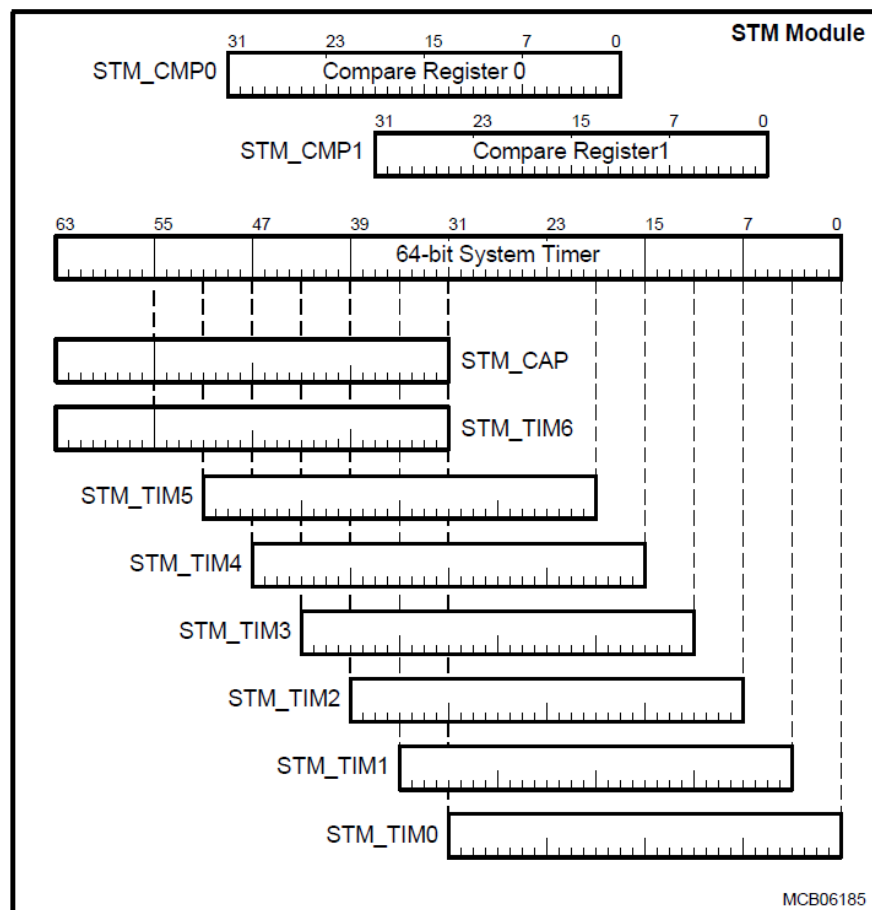 STM Module
31 23 15 7 0
STM_CMP0 Compare Register 0
31 23 15 7 0
STM_CMP1 Compare Register1
63 55 47 39 31 23 15 7 0
64-bit System Timer
STM_CAP
STM_TIM6
STM_TIM5
STM_TIM4
STM_TIM3
STM_TIM2
STM_TIM1
STM_TIM0
MCB06185